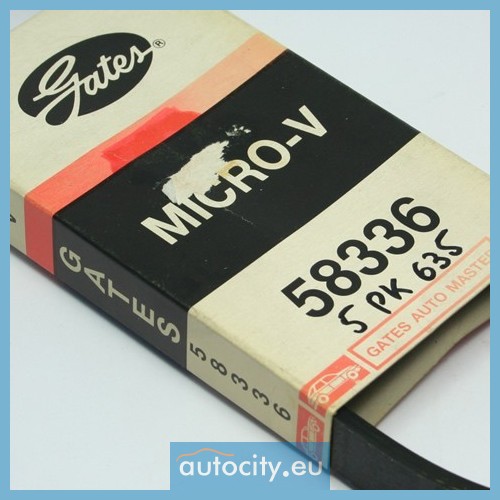 Gates®
MICRO-V
58336
5 PK 635
GATES AUTO MASTER
GATES 58336
autocity.eu